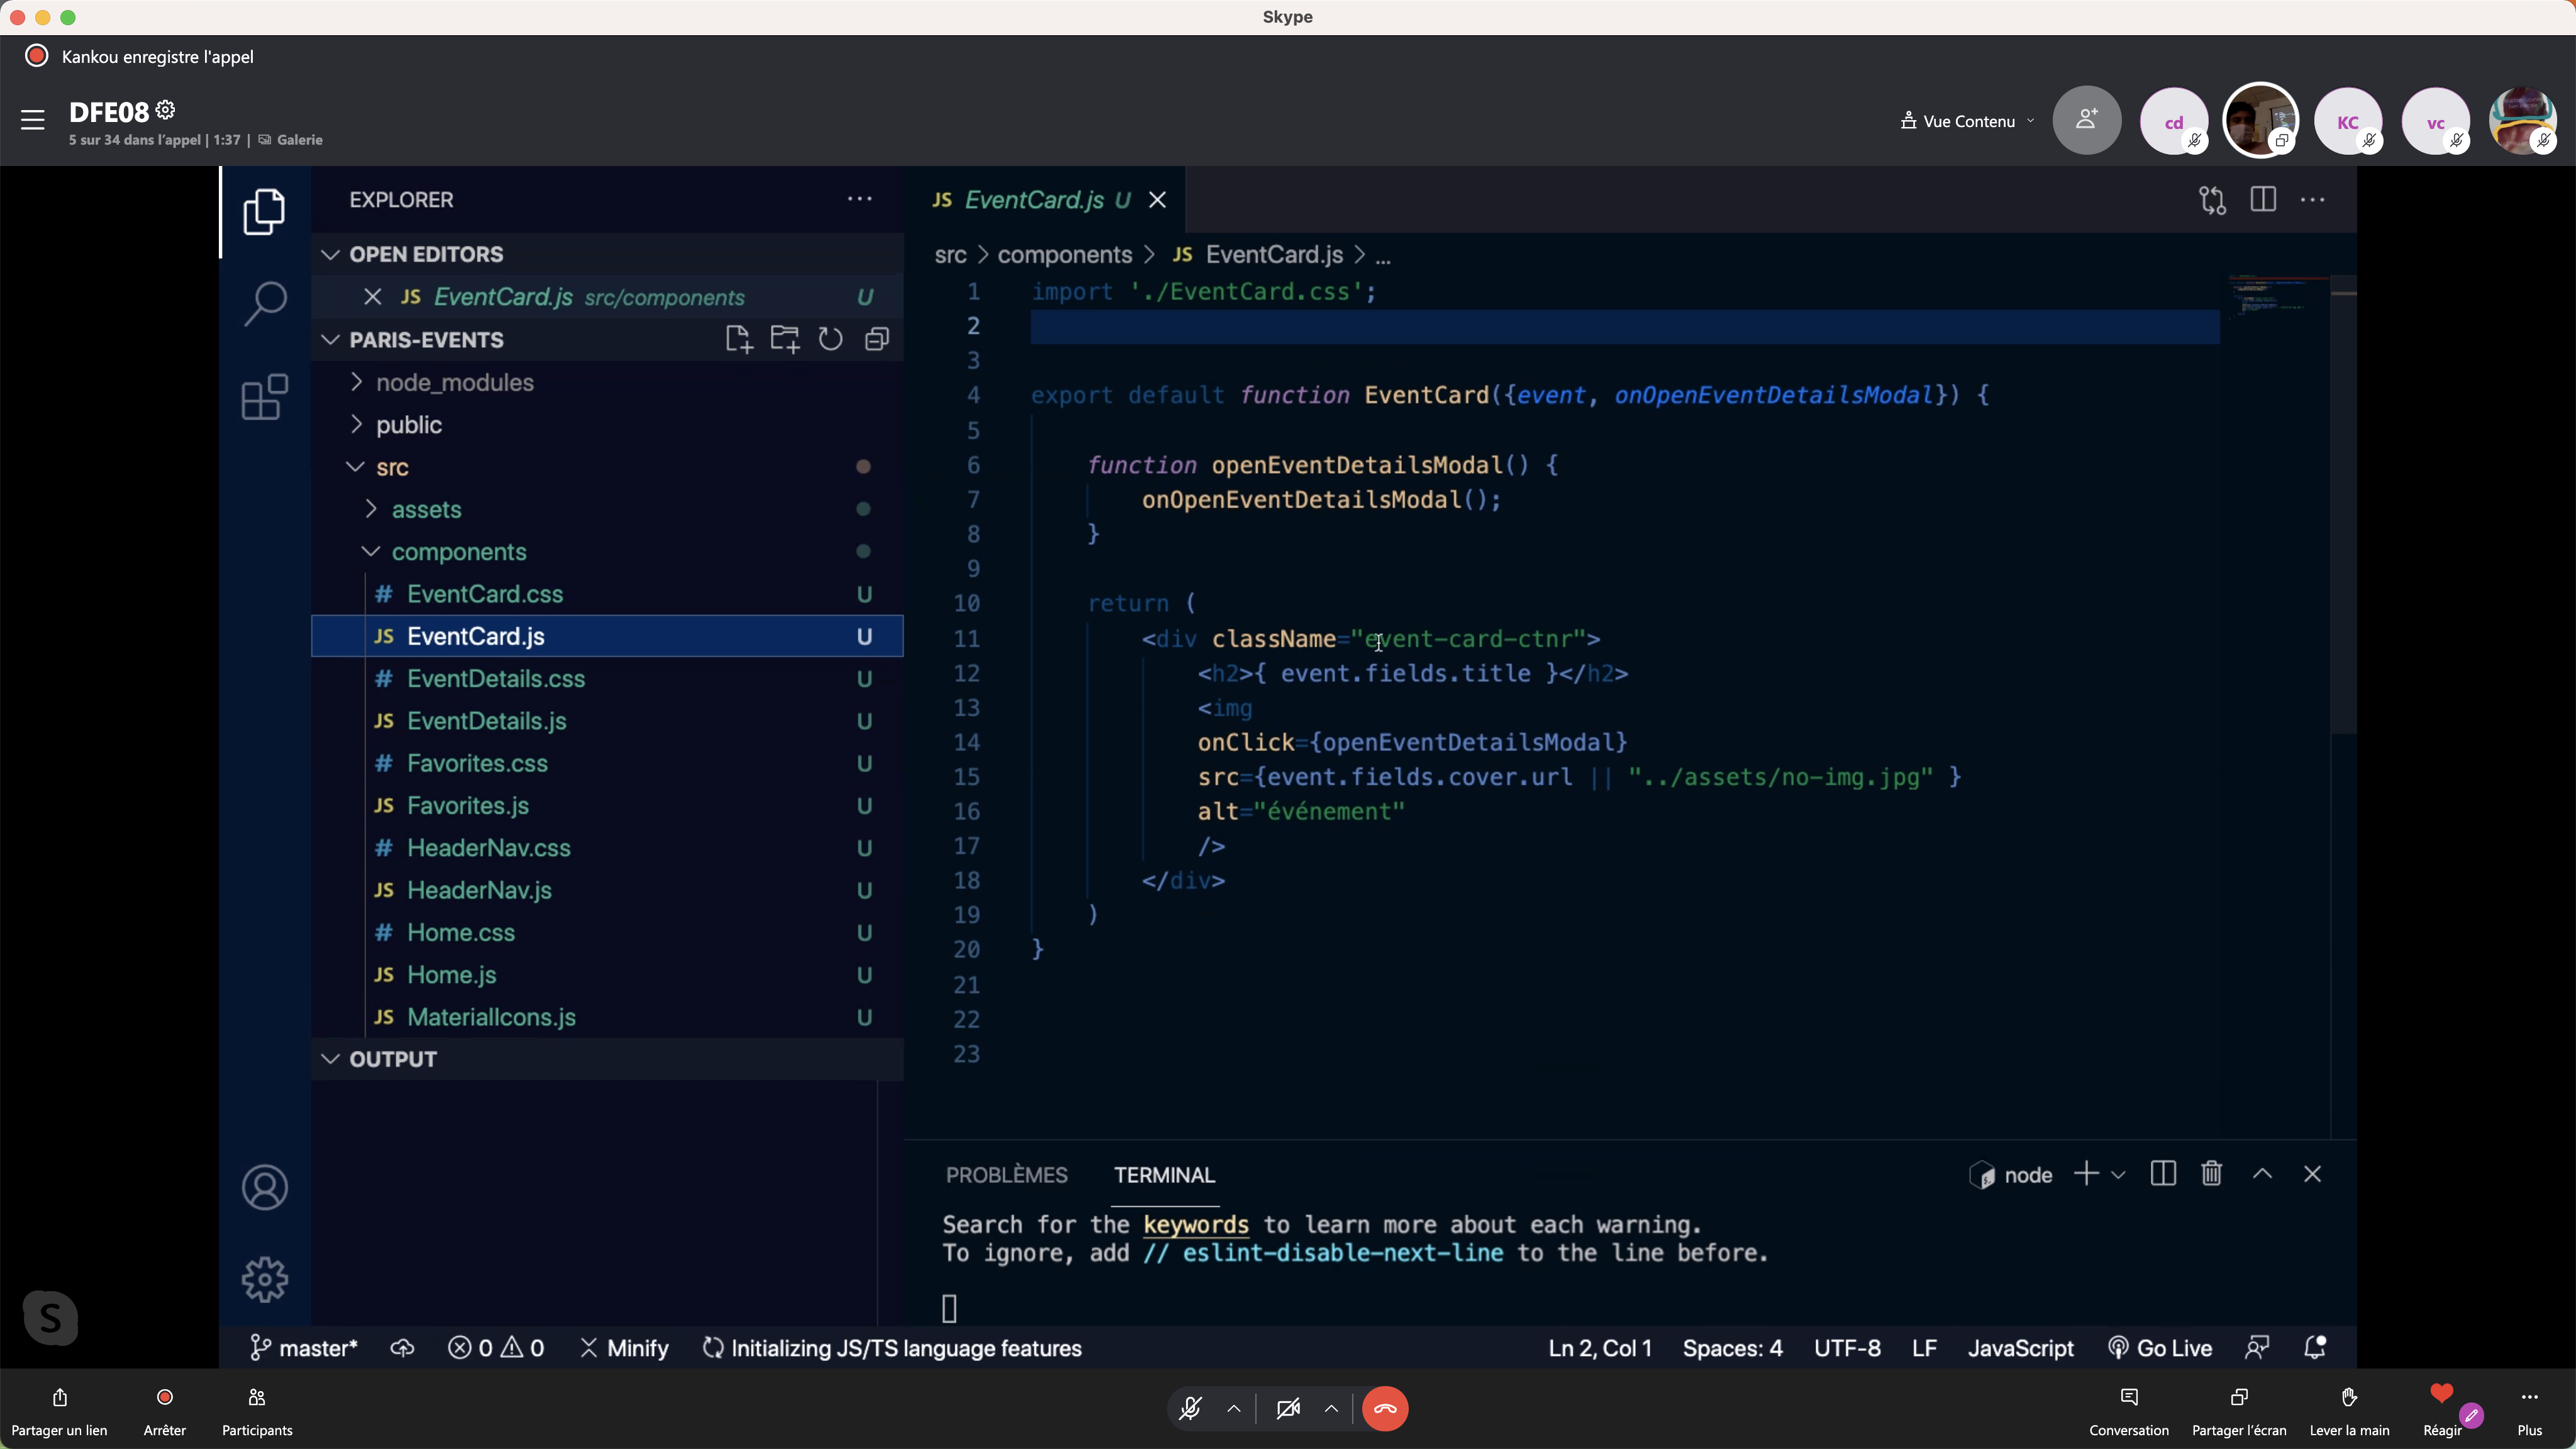 Skype
Kankou enregistre l'appel
DFE08
5 sur 34 dans l'appel | 1:37 | Galerie
Vue Contenu
cd
KC
vc
EXPLORER
OPEN EDITORS
JS EventCard.js src/components U
PARIS-EVENTS
node_modules
public
src
assets
components
# EventCard.css U
JS EventCard.js U
# EventDetails.css U
JS EventDetails.js U
# Favorites.css U
JS Favorites.js U
# HeaderNav.css U
JS HeaderNav.js U
# Home.css U
JS Home.js U
JS MaterialIcons.js U
OUTPUT
JS EventCard.js U
src > components > JS EventCard.js > ...
1 import './EventCard.css';
2
3
4 export default function EventCard({event, onOpenEventDetailsModal}) {
5
6 function openEventDetailsModal() {
7 onOpenEventDetailsModal();
8 }
9
10 return (
11 <div className="event-card-ctnr">
12 <h2>{ event.fields.title }</h2>
13 <img
14 onClick={openEventDetailsModal}
15 src={event.fields.cover.url || "../assets/no-img.jpg" }
16 alt="événement"
17 />
18 </div>
19 )
20 }
21
22
23
PROBLÈMES TERMINAL
node
Search for the keywords to learn more about each warning.
To ignore, add // eslint-disable-next-line to the line before.
master* 0 0 Minify Initializing JS/TS language features Ln 2, Col 1 Spaces: 4 UTF-8 LF JavaScript Go Live
S
Partager un lien Arrêter Participants Conversation Partager l'écran Lever la main Réagir Plus